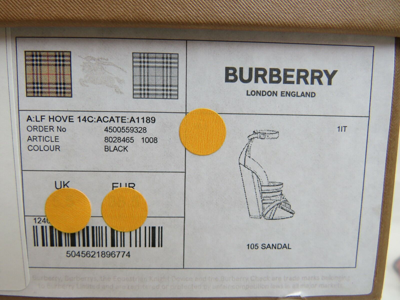 BURBERRY
LONDON ENGLAND
A:LF HOVE 14C:ACATE:A1189
ORDER No 4500559328
ARTICLE 8028465 1008
COLOUR BLACK
1IT
UK EUR
5045621896774
105 SANDAL